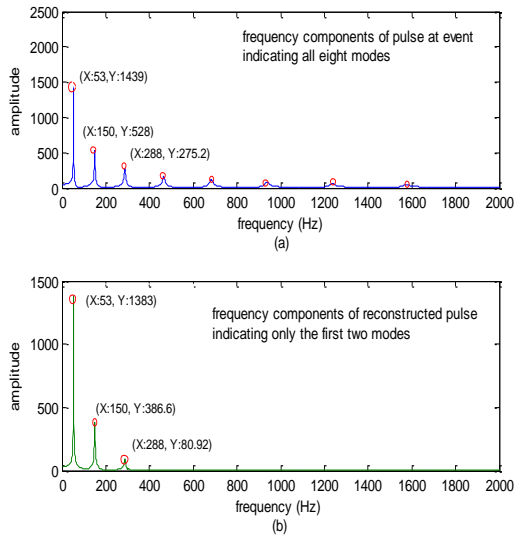 2500
2000
1500
1000
500
0
amplitude
frequency components of pulse at event
indicating all eight modes
(X:53,Y:1439)
(X:150, Y:528)
(X:288, Y:275.2)
0 200 400 600 800 1000 1200 1400 1600 1800 2000
frequency (Hz)
(a)
1500
1000
500
0
amplitude
(X:53, Y:1383)
frequency components of reconstructed pulse
indicating only the first two modes
(X:150, Y:386.6)
(X:288, Y:80.92)
0 200 400 600 800 1000 1200 1400 1600 1800 2000
frequency (Hz)
(b)